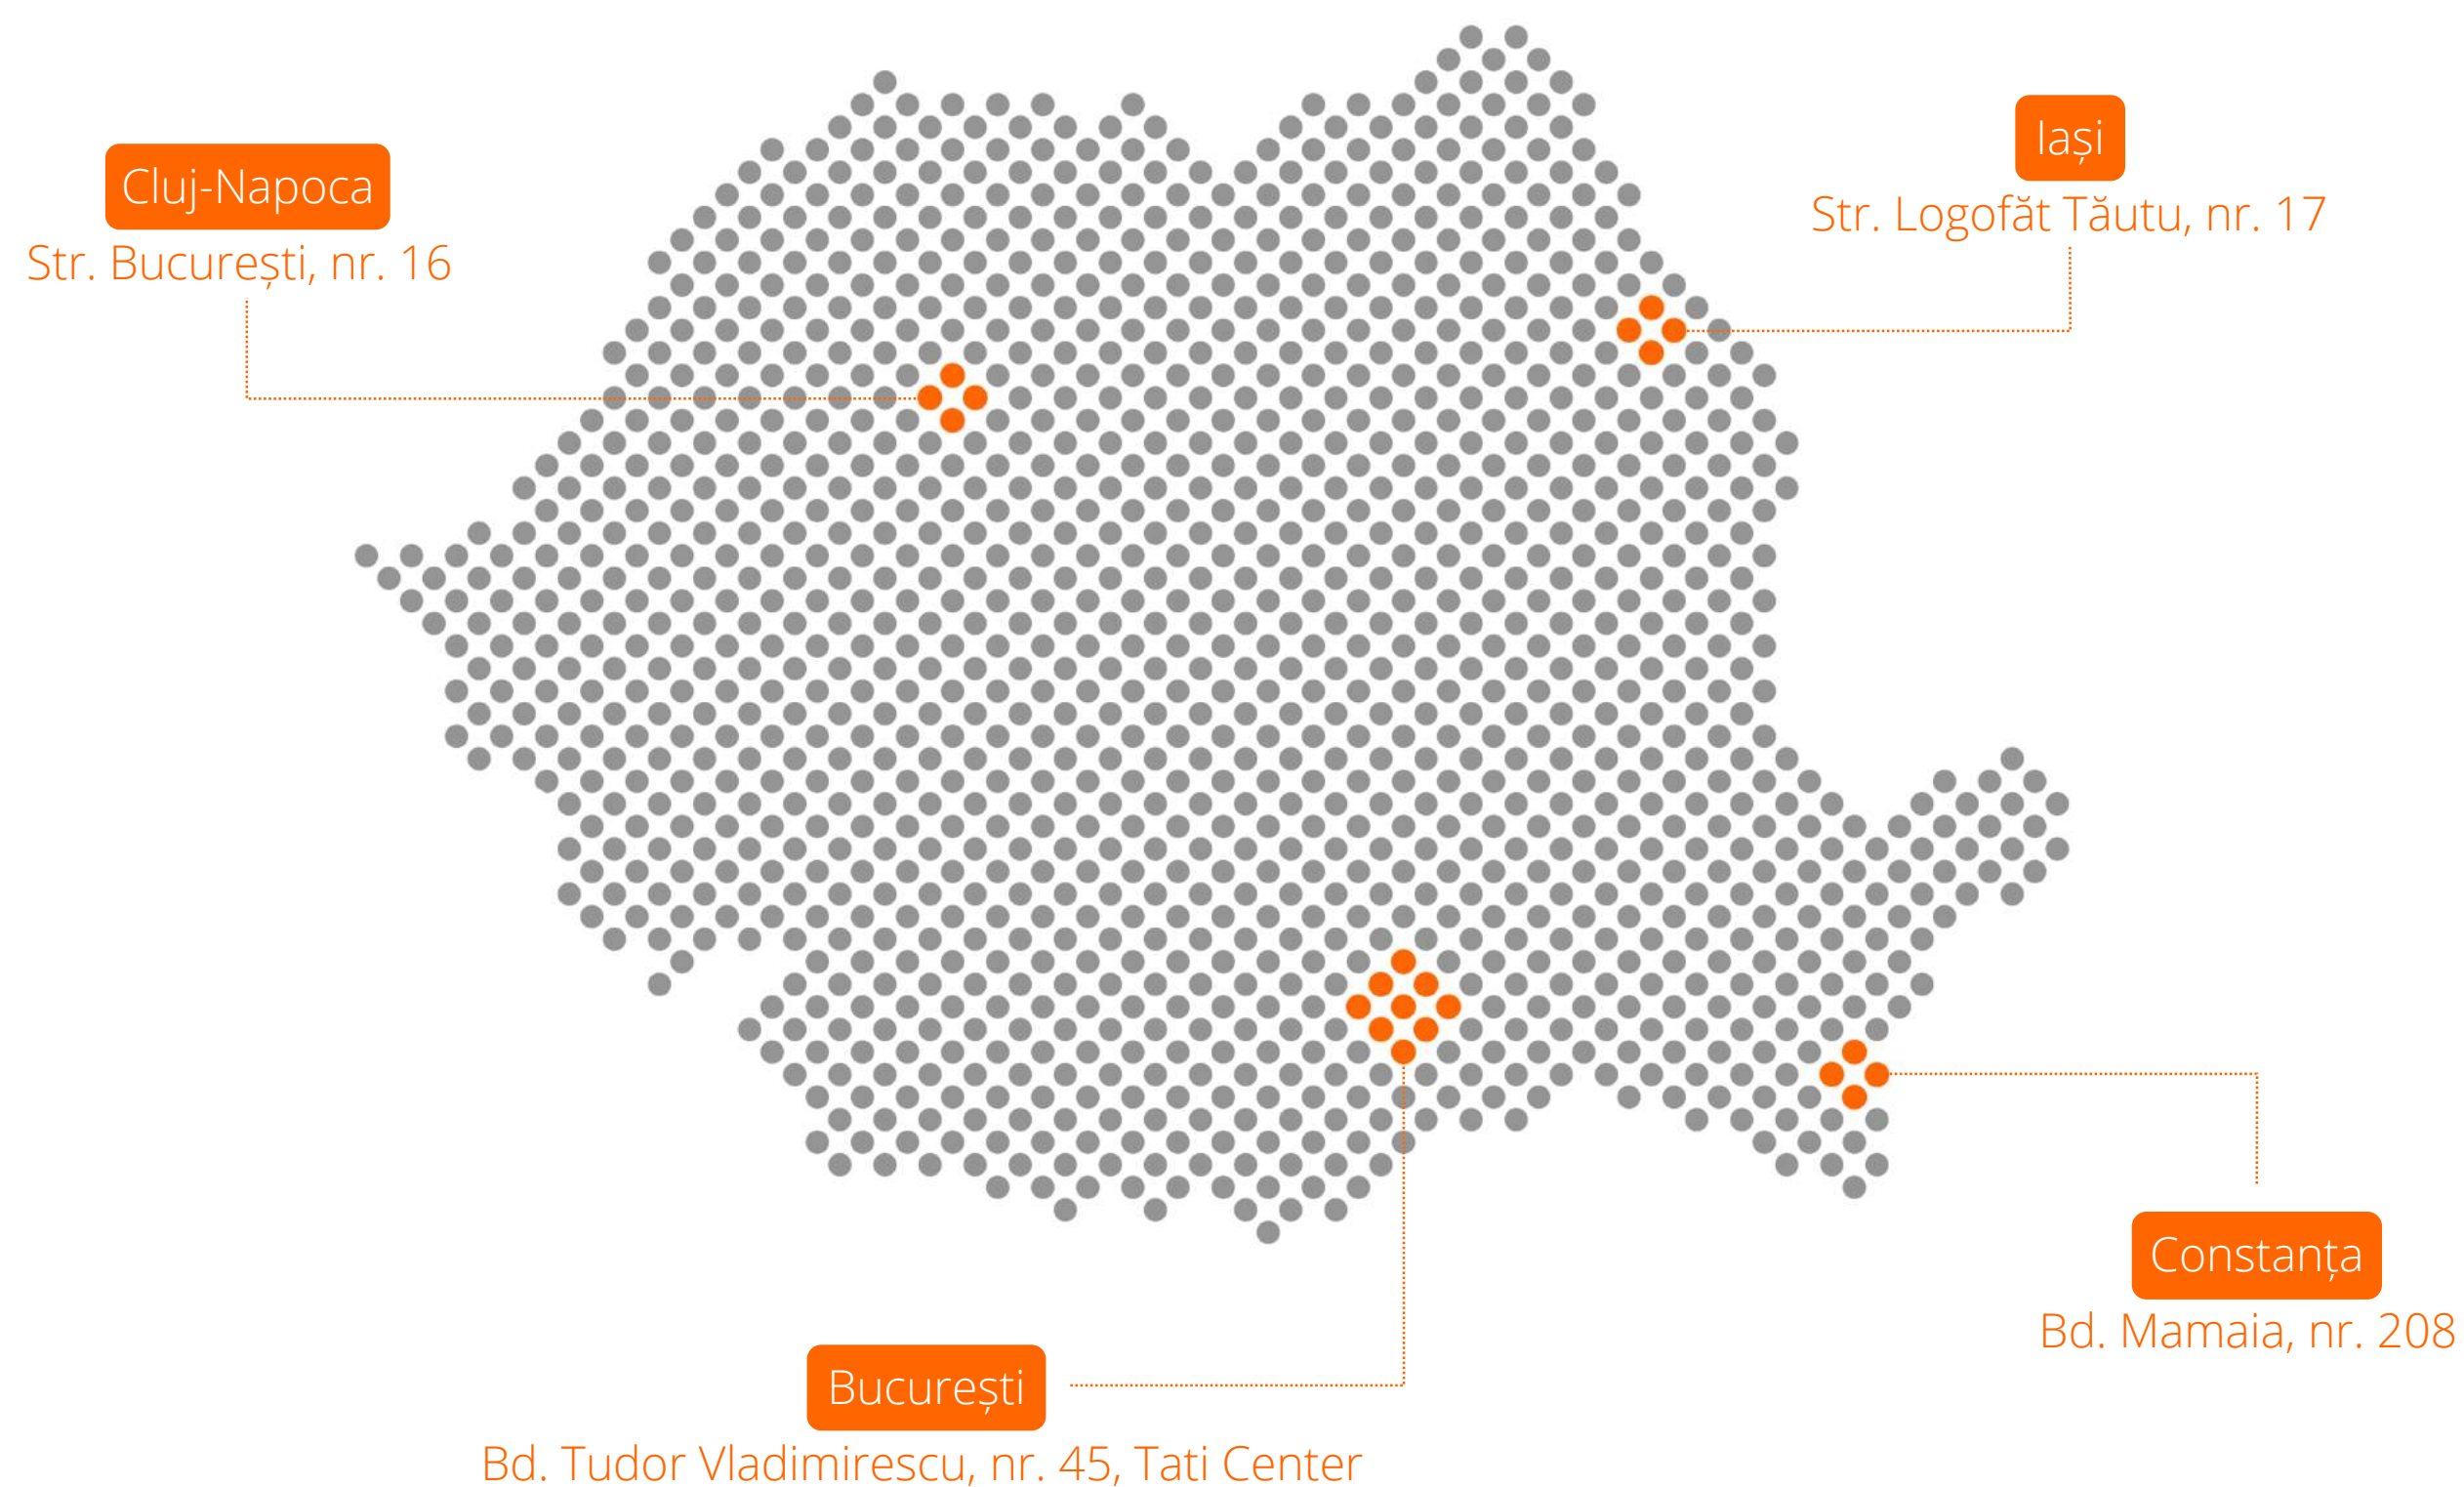 Cluj-Napoca
Str. București, nr. 16
Iași
Str. Logofăt Tăutu, nr. 17
Constanța
Bd. Mamaia, nr. 208
București
Bd. Tudor Vladimirescu, nr. 45, Tati Center